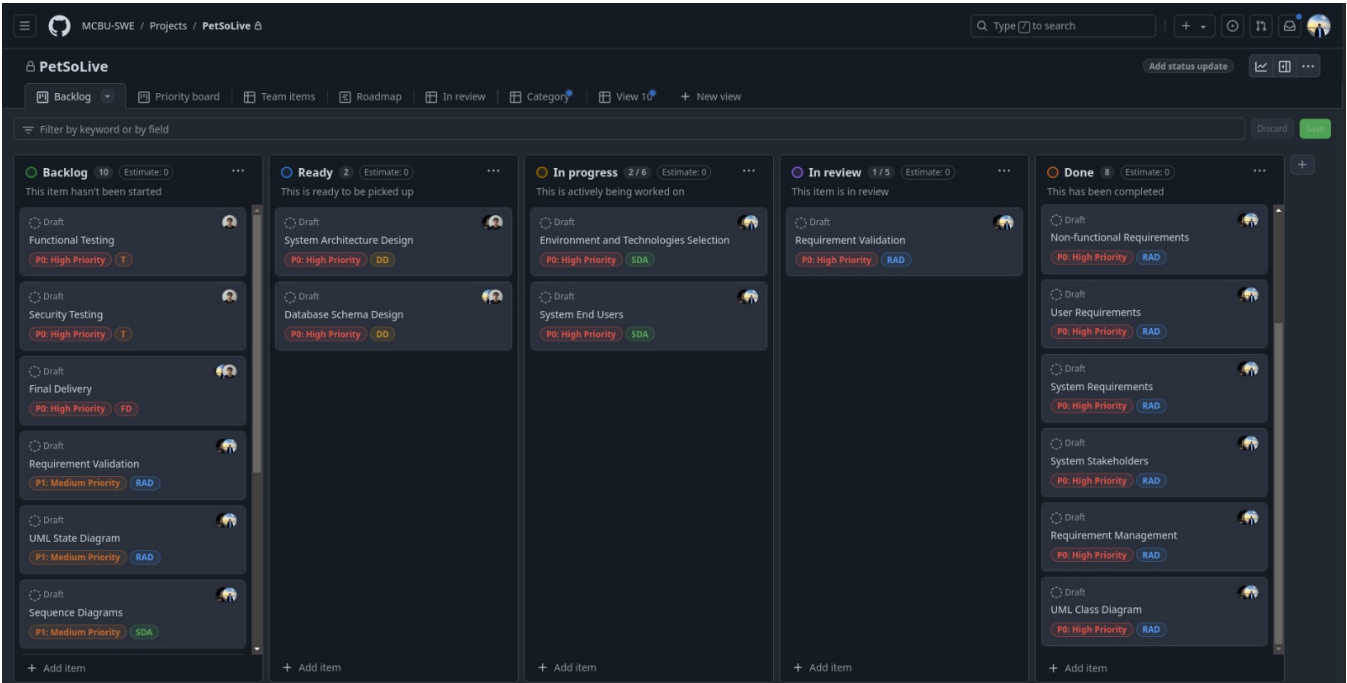 MCBU-SWE / Projects / PetSoLive
Type / to search
PetSoLive
Add status update
Backlog
Priority board
Team items
Roadmap
In review
Category
View 10
+ New view
Filter by keyword or by field
Discard
Save
Backlog 10 Estimate: 0
This item hasn't been started
Draft
Functional Testing
P0: High Priority T
Draft
Security Testing
P0: High Priority T
Draft
Final Delivery
P0: High Priority FD
Draft
Requirement Validation
P1: Medium Priority RAD
Draft
UML State Diagram
P1: Medium Priority RAD
Draft
Sequence Diagrams
P1: Medium Priority SDA
+ Add item
Ready 2 Estimate: 0
This is ready to be picked up
Draft
System Architecture Design
P0: High Priority DD
Draft
Database Schema Design
P0: High Priority DD
+ Add item
In progress 2 / 6 Estimate: 0
This is actively being worked on
Draft
Environment and Technologies Selection
P0: High Priority SDA
Draft
System End Users
P0: High Priority SDA
+ Add item
In review 1 / 5 Estimate: 0
This item is in review
Draft
Requirement Validation
P0: High Priority RAD
+ Add item
Done 8 Estimate: 0
This has been completed
Draft
Non-functional Requirements
P0: High Priority RAD
Draft
User Requirements
P0: High Priority RAD
Draft
System Requirements
P0: High Priority RAD
Draft
System Stakeholders
P0: High Priority RAD
Draft
Requirement Management
P0: High Priority RAD
Draft
UML Class Diagram
P0: High Priority RAD
+ Add item